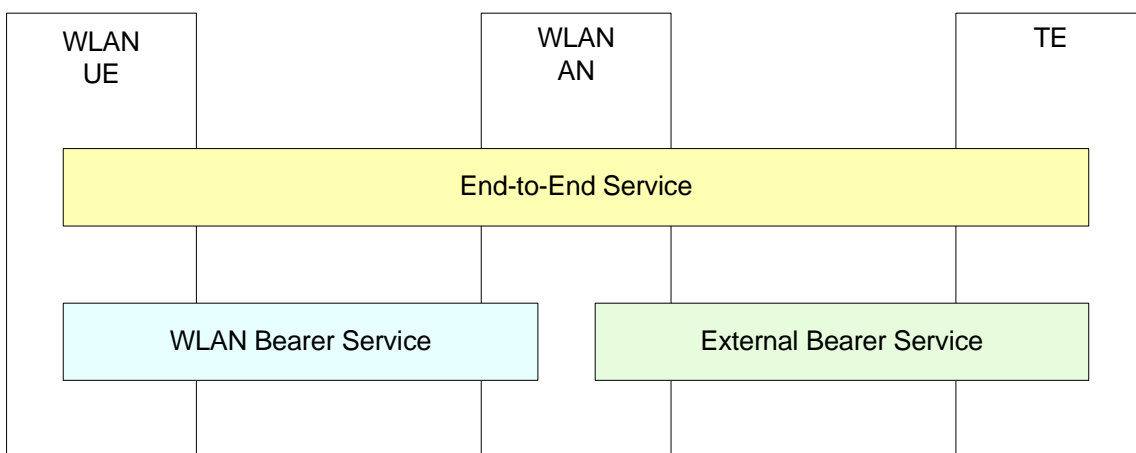 WLAN
UE
WLAN
AN
TE
End-to-End Service
WLAN Bearer Service
External Bearer Service